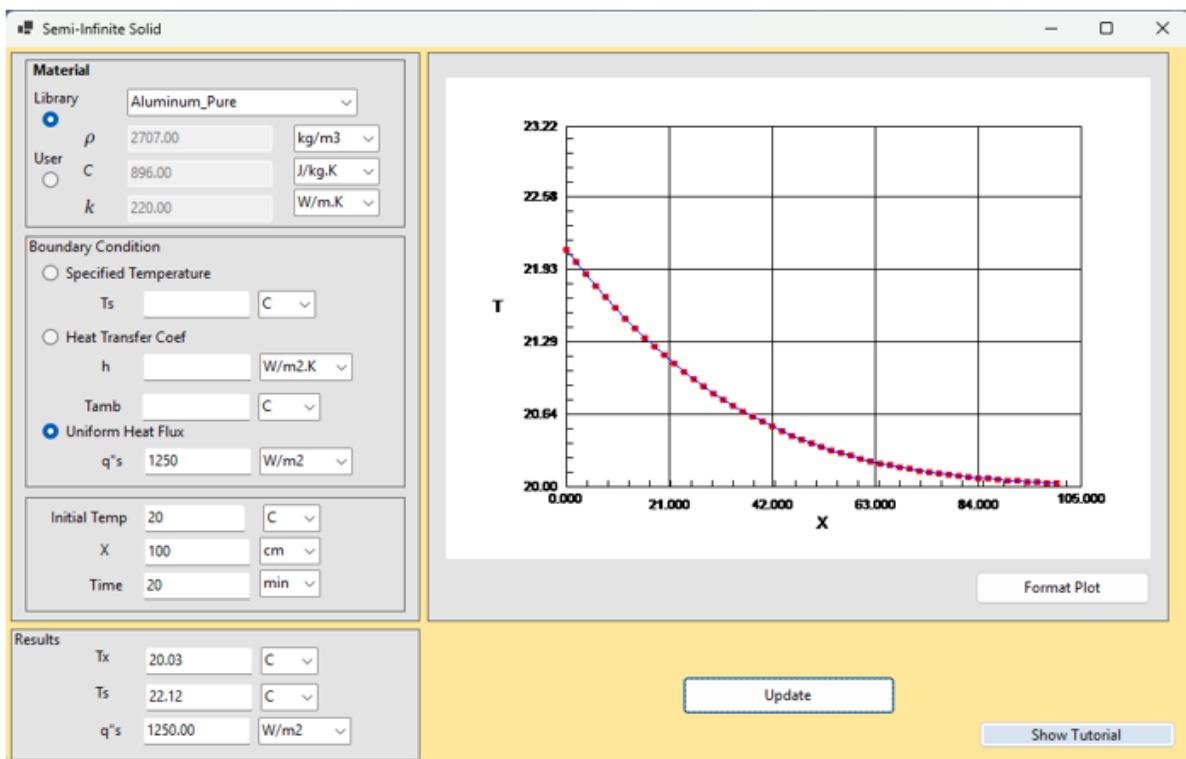 Semi-Infinite Solid
Material
Library
Aluminum_Pure
ρ 2707.00 kg/m3
User
C 896.00 J/kg.K
k 220.00 W/m.K
Boundary Condition
Specified Temperature
Ts C
Heat Transfer Coef
h W/m2.K
Tamb C
Uniform Heat Flux
q"s 1250 W/m2
Initial Temp 20 C
X 100 cm
Time 20 min
Results
Tx 20.03 C
Ts 22.12 C
q"s 1250.00 W/m2
23.22
22.58
21.93
T
21.29
20.64
20.00
0.000 21.000 42.000 63.000 84.000 105.000
X
Format Plot
Update
Show Tutorial